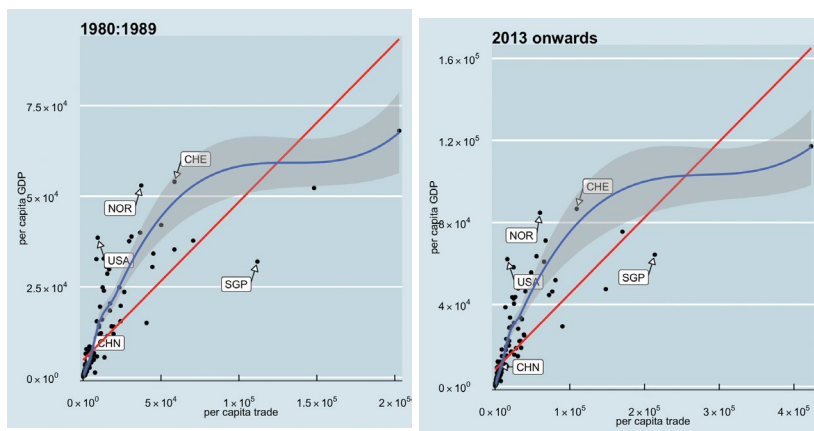 1980:1989
per capita GDP
7.5 × 10⁴
5 × 10⁴
2.5 × 10⁴
0 × 10⁰
CHE
NOR
USA
SGP
CHN
0 × 10⁰ 5 × 10⁴ 1 × 10⁵ 1.5 × 10⁵ 2 × 10⁵
per capita trade
2013 onwards
per capita GDP
1.6 × 10⁵
1.2 × 10⁵
8 × 10⁴
4 × 10⁴
0 × 10⁰
CHE
NOR
USA
SGP
CHN
0 × 10⁰ 1 × 10⁵ 2 × 10⁵ 3 × 10⁵ 4 × 10⁵
per capita trade